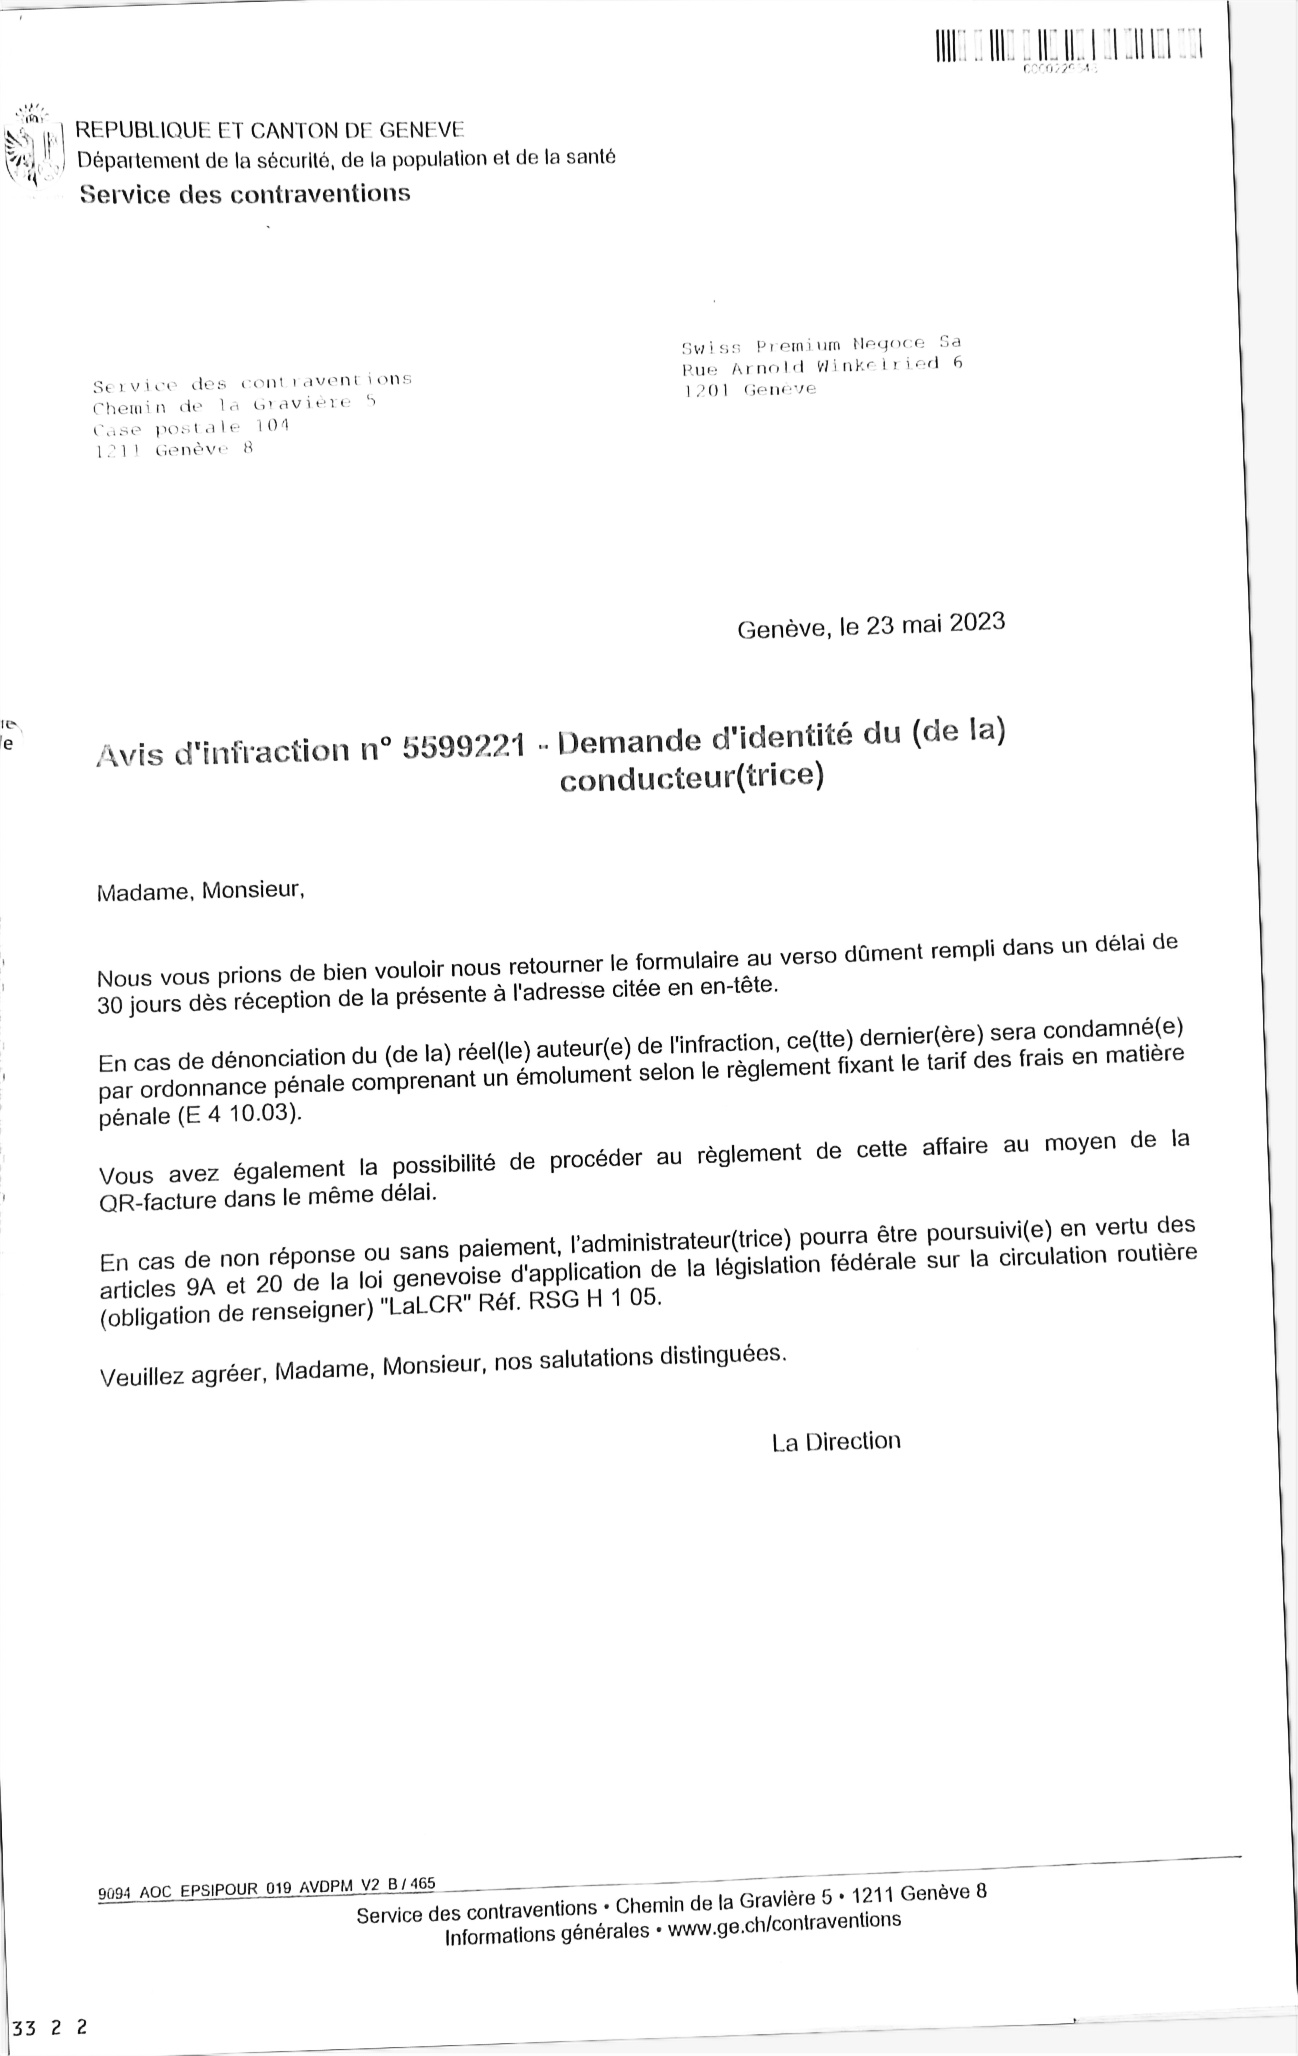 REPUBLIQUE ET CANTON DE GENEVE
Département de la sécurité, de la population et de la santé
Service des contraventions
Swiss Premium Negoce Sa
Rue Arnold Winkelried 6
1201 Genève
Service des contraventions
Chemin de la Gravière 5
Case postale 104
1211 Genève 8
Genève, le 23 mai 2023
Avis d'infraction n° 5599221 - Demande d'identité du (de la)
conducteur(trice)
Madame, Monsieur,
Nous vous prions de bien vouloir nous retourner le formulaire au verso dûment rempli dans un délai de
30 jours dès réception de la présente à l'adresse citée en en-tête.
En cas de dénonciation du (de la) réel(le) auteur(e) de l'infraction, ce(tte) dernier(ère) sera condamné(e)
par ordonnance pénale comprenant un émolument selon le règlement fixant le tarif des frais en matière
pénale (E 4 10.03).
Vous avez également la possibilité de procéder au règlement de cette affaire au moyen de la
QR-facture dans le même délai.
En cas de non réponse ou sans paiement, l'administrateur(trice) pourra être poursuivi(e) en vertu des
articles 9A et 20 de la loi genevoise d'application de la législation fédérale sur la circulation routière
(obligation de renseigner) "LaLCR" Réf. RSG H 1 05.
Veuillez agréer, Madame, Monsieur, nos salutations distinguées.
La Direction
9094 AOC EPSIPOUR 019 AVDPM V2 B / 465
Service des contraventions • Chemin de la Gravière 5 • 1211 Genève 8
Informations générales • www.ge.ch/contraventions
33 2 2